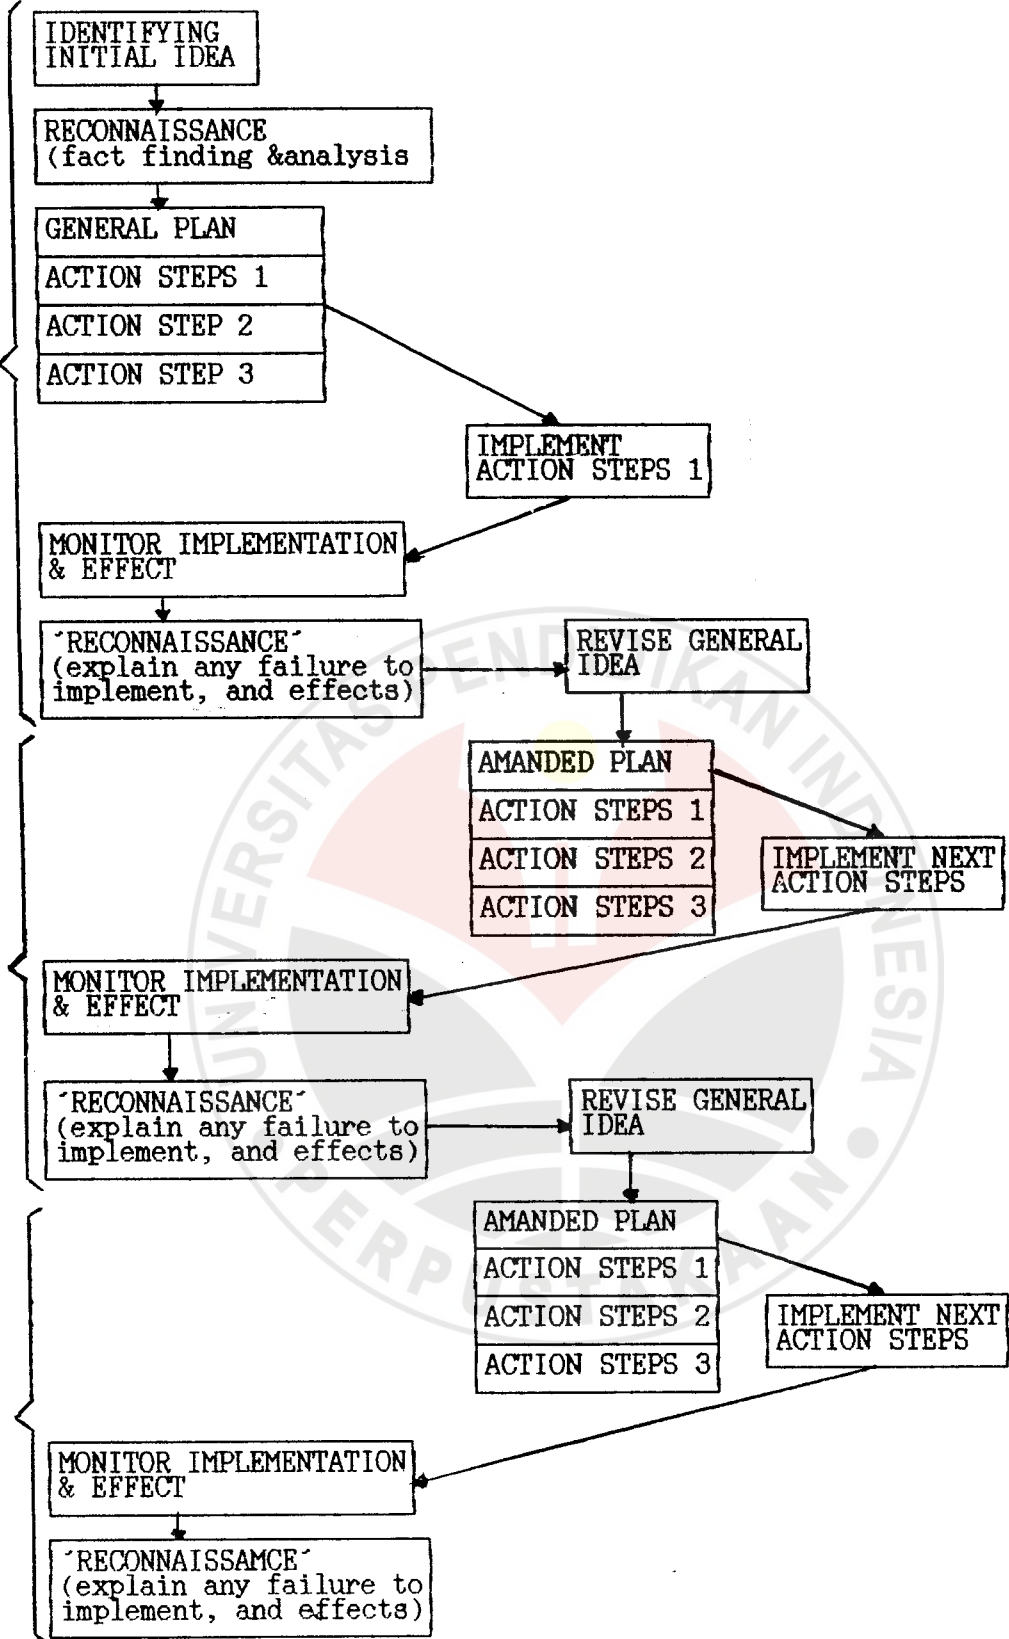 IDENTIFYING
INITIAL IDEA
RECONNAISSANCE
(fact finding &analysis
GENERAL PLAN
ACTION STEPS 1
ACTION STEP 2
ACTION STEP 3
IMPLEMENT
ACTION STEPS 1
MONITOR IMPLEMENTATION
& EFFECT
´RECONNAISSANCE´
(explain any failure to
implement, and effects)
REVISE GENERAL
IDEA
AMANDED PLAN
ACTION STEPS 1
ACTION STEPS 2
ACTION STEPS 3
IMPLEMENT NEXT
ACTION STEPS
MONITOR IMPLEMENTATION
& EFFECT
´RECONNAISSANCE´
(explain any failure to
implement, and effects)
REVISE GENERAL
IDEA
AMANDED PLAN
ACTION STEPS 1
ACTION STEPS 2
ACTION STEPS 3
IMPLEMENT NEXT
ACTION STEPS
MONITOR IMPLEMENTATION
& EFFECT
´RECONNAISSAMCE´
(explain any failure to
implement, and effects)
UNIVERSITAS PENDIDIKAN INDONESIA
PERPUSTAKAAN